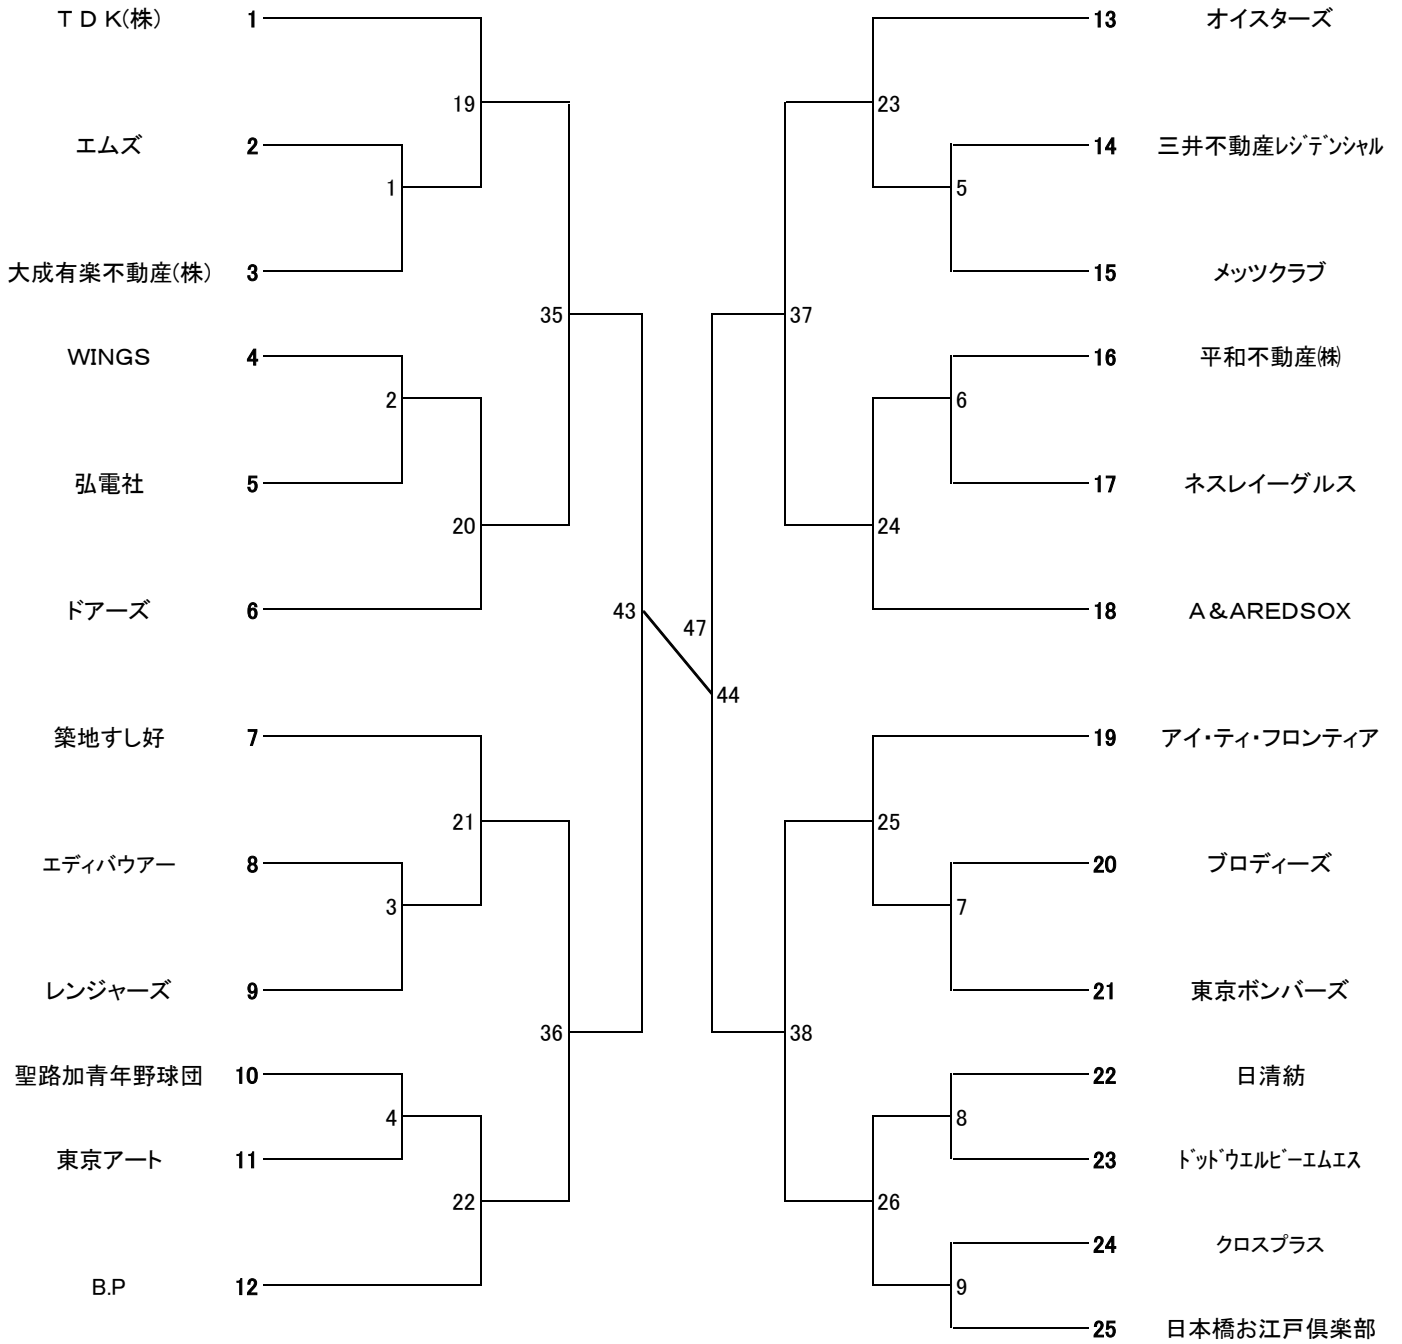 ＴＤＫ(株) 1
エムズ 2
大成有楽不動産(株) 3
WINGS 4
弘電社 5
ドアーズ 6
築地すし好 7
エディバウアー 8
レンジャーズ 9
聖路加青年野球団 10
東京アート 11
B.P 12
1
2
3
4
19
20
21
22
35
36
43
47
44
37
38
23
24
25
26
5
6
7
8
9
13 オイスターズ
14 三井不動産ﾚｼﾞﾃﾞﾝｼｬﾙ
15 メッツクラブ
16 平和不動産㈱
17 ネスレイーグルス
18 A＆AREDSOX
19 アイ・ティ・フロンティア
20 ブロディーズ
21 東京ボンバーズ
22 日清紡
23 ﾄﾞｯﾄﾞウエルﾋﾞｰエムエス
24 クロスプラス
25 日本橋お江戸倶楽部